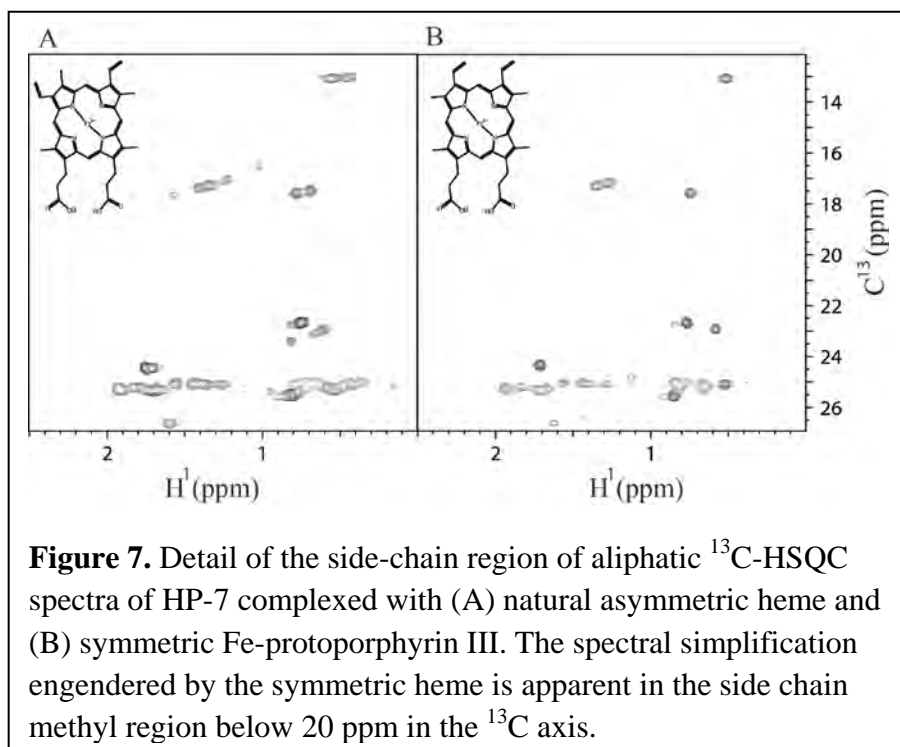 A
B
14
16
18
20
22
24
26
C¹³ (ppm)
2
1
2
1
H¹ (ppm)
H¹ (ppm)
Figure 7. Detail of the side-chain region of aliphatic ¹³C-HSQC
spectra of HP-7 complexed with (A) natural asymmetric heme and
(B) symmetric Fe-protoporphyrin III. The spectral simplification
engendered by the symmetric heme is apparent in the side chain
methyl region below 20 ppm in the ¹³C axis.